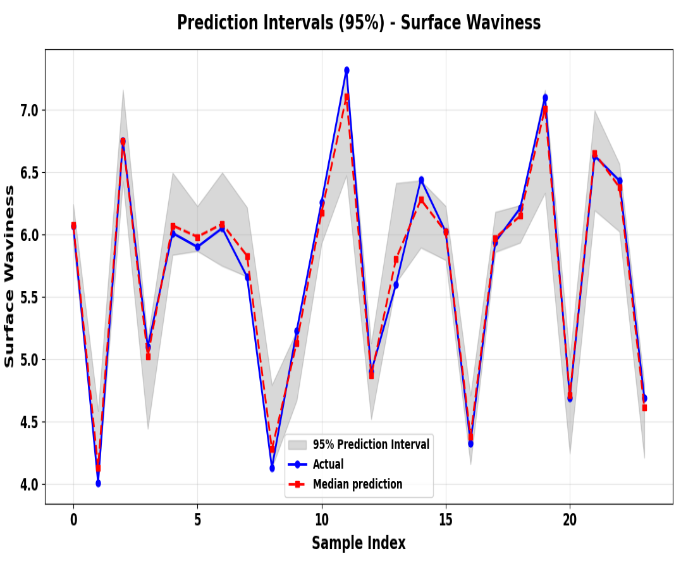 Prediction Intervals (95%) - Surface Waviness
Surface Waviness
7.0
6.5
6.0
5.5
5.0
4.5
4.0
95% Prediction Interval
Actual
Median prediction
0 5 10 15 20
Sample Index